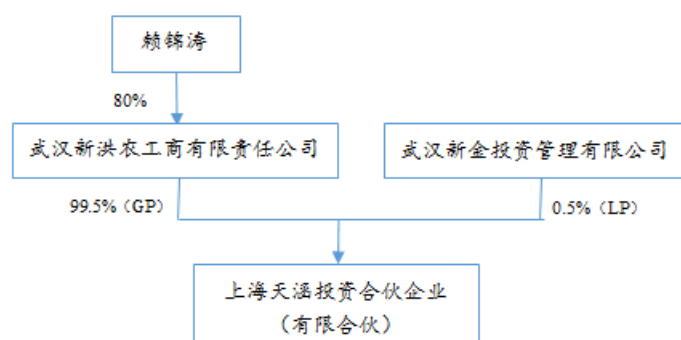 赖锦涛
80%
武汉新洪农工商有限责任公司
武汉新金投资管理有限公司
99.5%（GP）
0.5%（LP）
上海天涵投资合伙企业
（有限合伙）